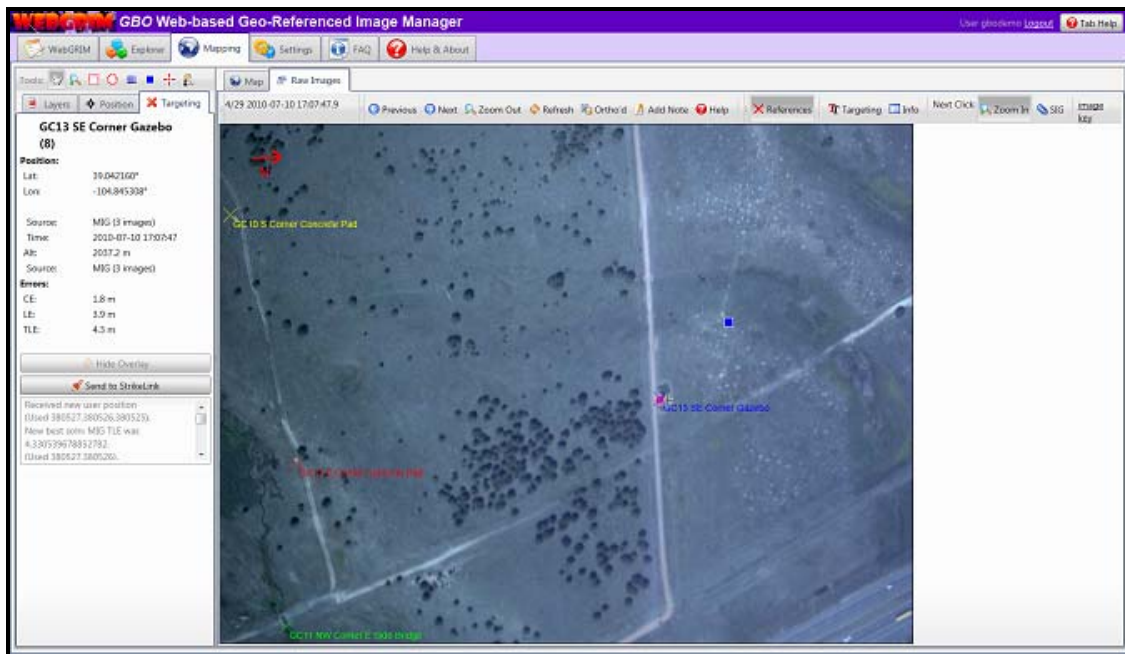 WEBGRIM GBO Web-based Geo-Referenced Image Manager
User gbodemo Logout Tab Help
WebGRIM Explorer Mapping Settings FAQ Help & About
Tools:
Map Raw Images
Layers Position Targeting
4/29 2010-07-10 17:07:47.9 Previous Next Zoom Out Refresh Ortho'd Add Note Help References Targeting Info Next Click: Zoom In SIG image key
GC13 SE Corner Gazebo
(8)
Position:
Lat: 39.042160°
Lon: -104.845308°
Source: MIG (3 images)
Time: 2010-07-10 17:07:47
Alt: 2037.2 m
Source: MIG (3 images)
Errors:
CE: 1.8 m
LE: 3.9 m
TLE: 4.3 m
Hide Overlay
Send to StrikeLink
Received new user position
(Used 380527,380526,380525).
New best soln: MIG TLE was
4.330539678852782.
(Used 380527,380526).
GC10 S Corner Concrete Pad
GC13 SE Corner Gazebo
GC11 NW Corner E Side Bridge